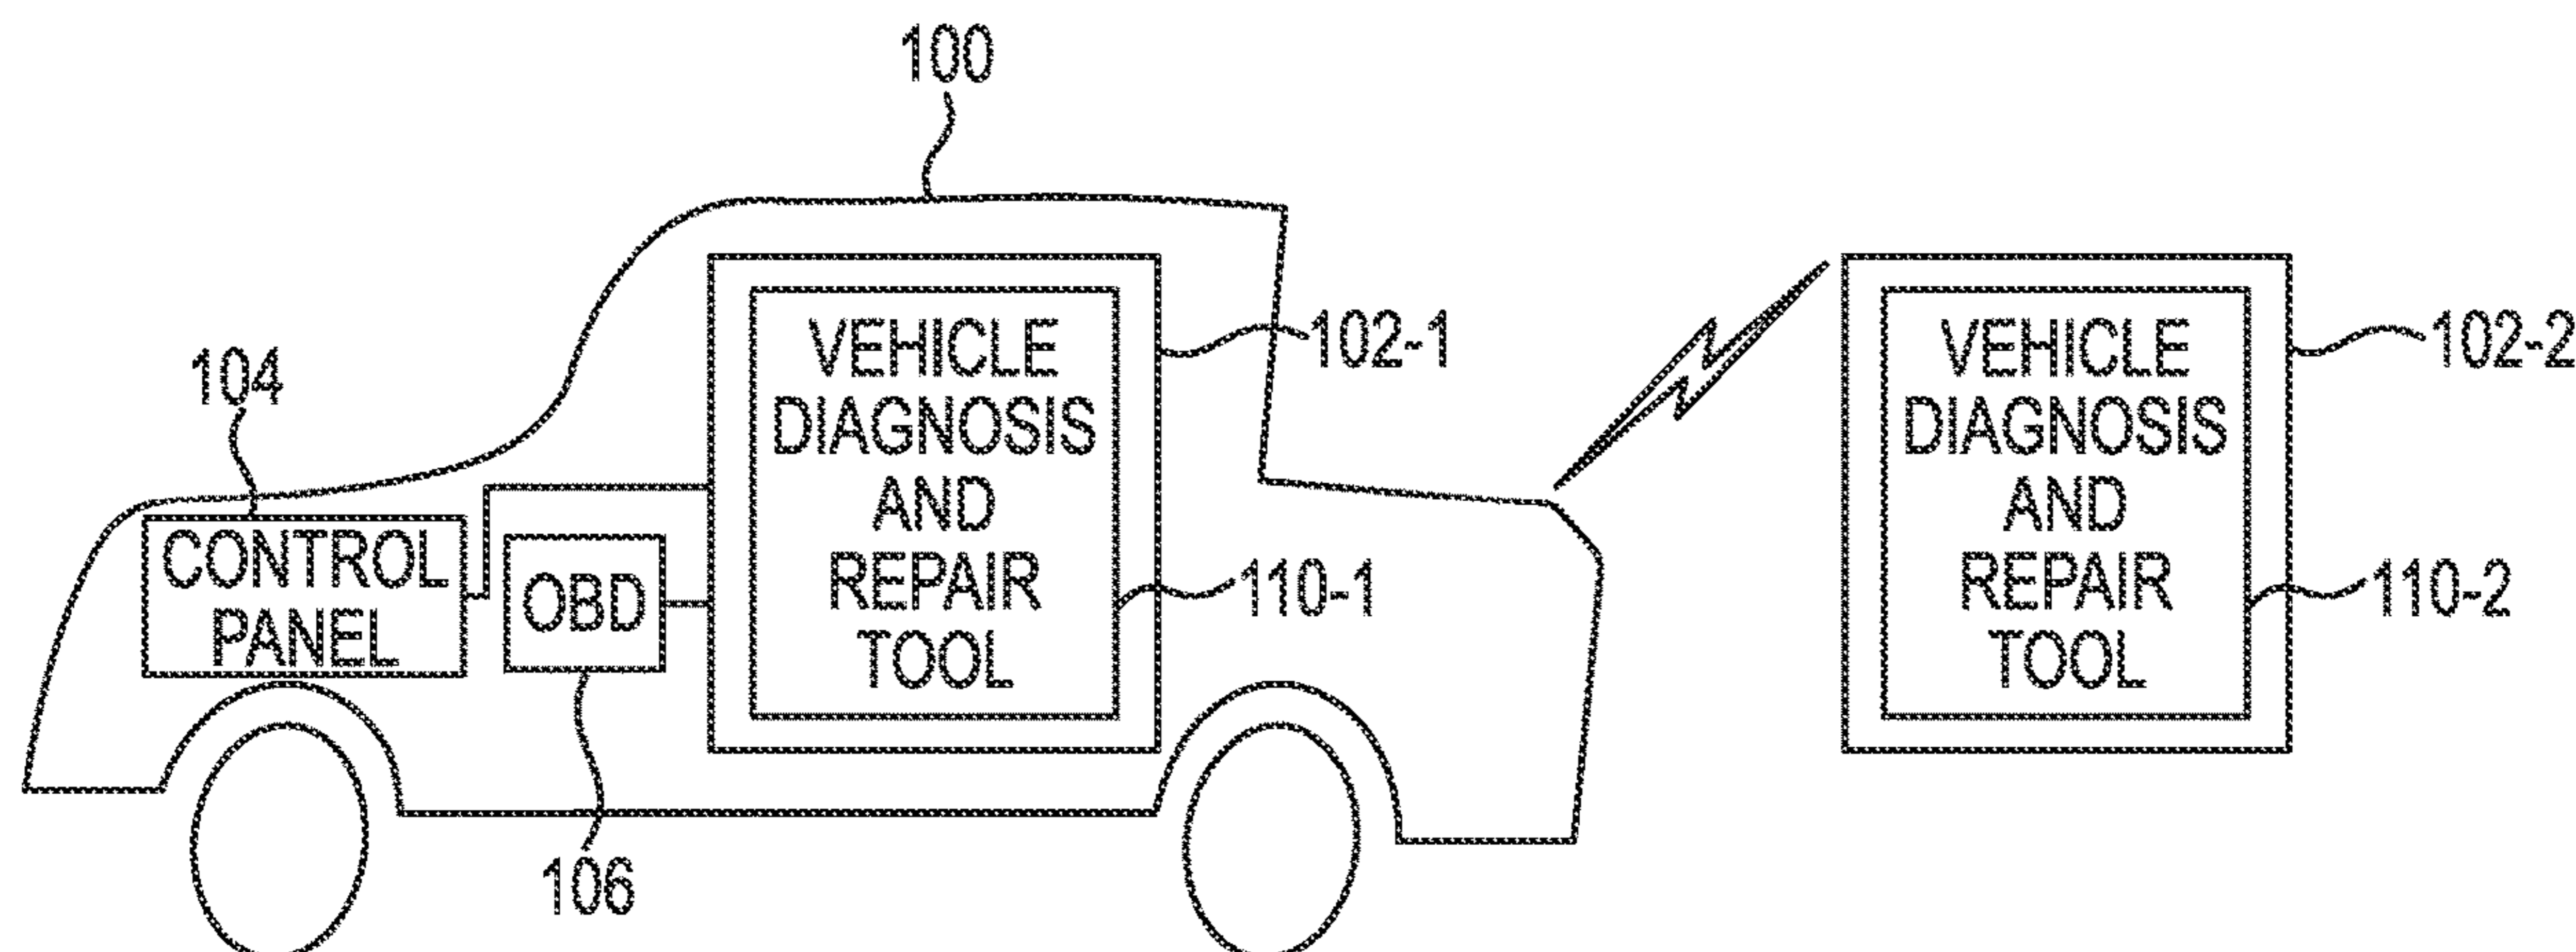 100
104
CONTROL
PANEL
OBD
106
VEHICLE
DIAGNOSIS
AND
REPAIR
TOOL
102-1
110-1
VEHICLE
DIAGNOSIS
AND
REPAIR
TOOL
102-2
110-2